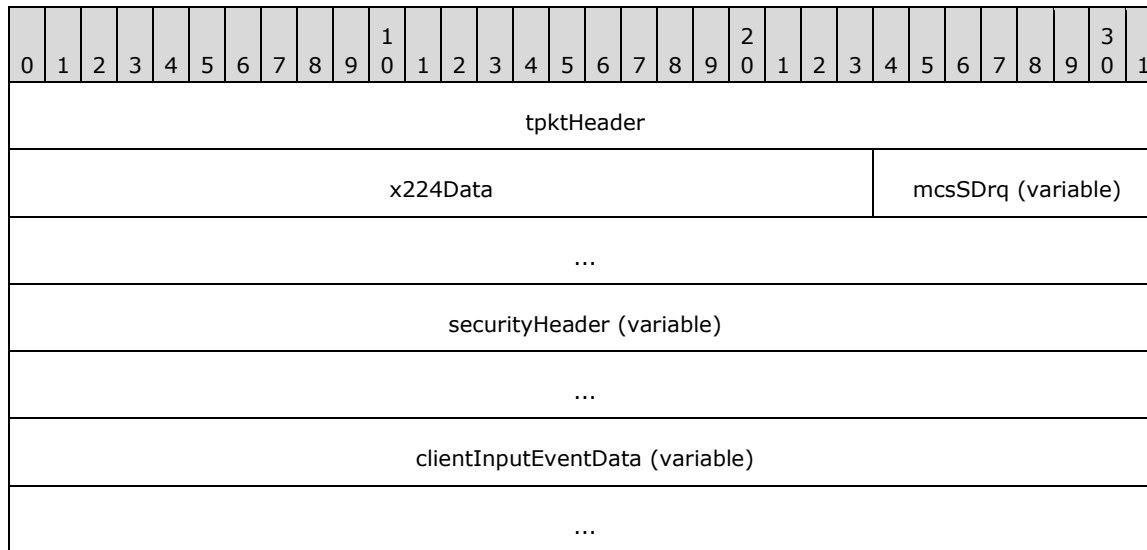 1 2 3
0 1 2 3 4 5 6 7 8 9 0 1 2 3 4 5 6 7 8 9 0 1 2 3 4 5 6 7 8 9 0 1
tpktHeader
x224Data mcsSDrq (variable)
...
securityHeader (variable)
...
clientInputEventData (variable)
...